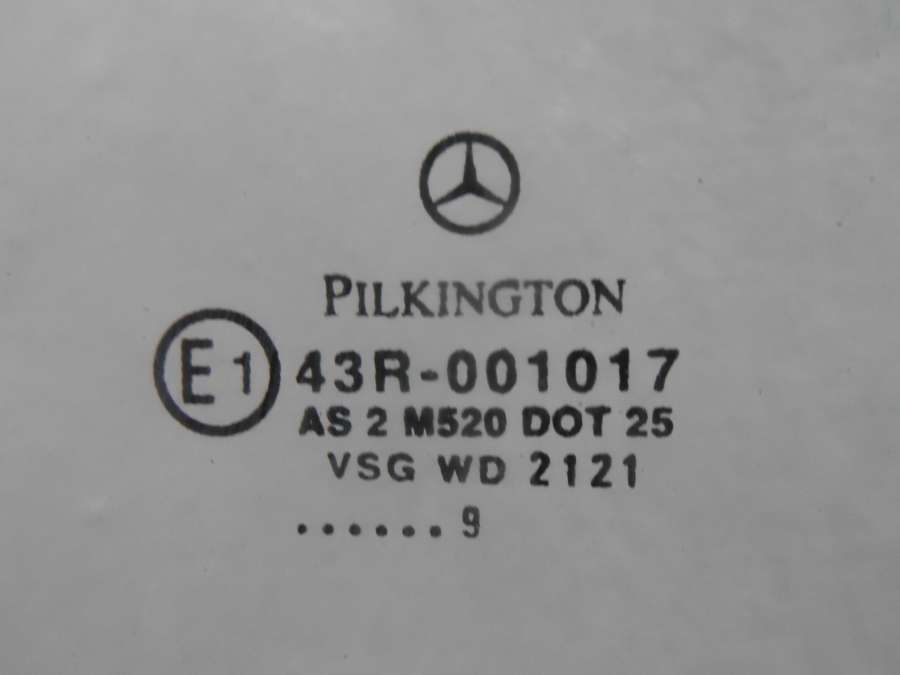 PILKINGTON
E1 43R-001017
AS 2 M520 DOT 25
VSG WD 2121
......9